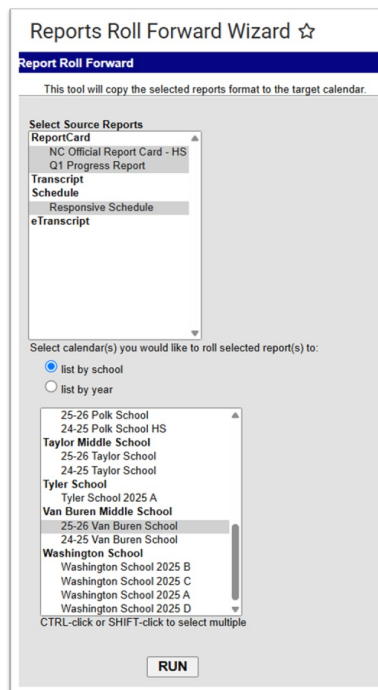 Reports Roll Forward Wizard ☆
Report Roll Forward
This tool will copy the selected reports format to the target calendar.
Select Source Reports
ReportCard
NC Official Report Card - HS
Q1 Progress Report
Transcript
Schedule
Responsive Schedule
eTranscript
Select calendar(s) you would like to roll selected report(s) to:
list by school
list by year
25-26 Polk School
24-25 Polk School HS
Taylor Middle School
25-26 Taylor School
24-25 Taylor School
Tyler School
Tyler School 2025 A
Van Buren Middle School
25-26 Van Buren School
24-25 Van Buren School
Washington School
Washington School 2025 B
Washington School 2025 C
Washington School 2025 A
Washington School 2025 D
CTRL-click or SHIFT-click to select multiple
RUN